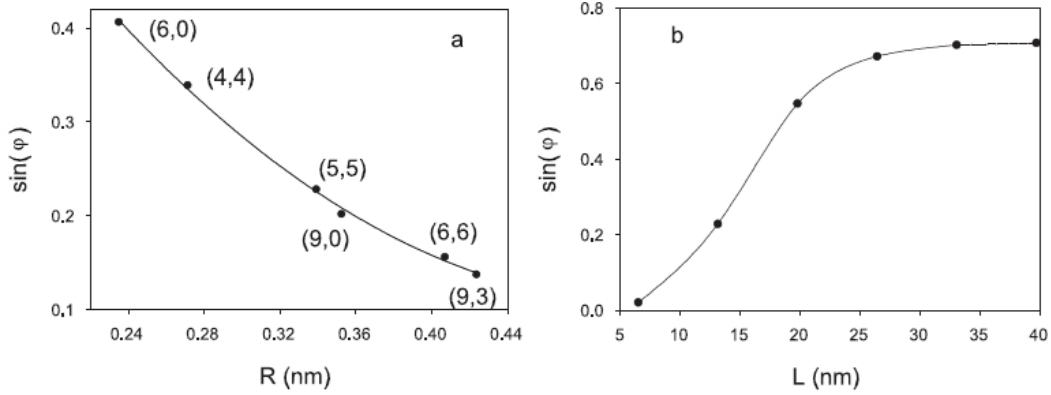 a
sin(φ)
0.4
0.3
0.2
0.1
(6,0)
(4,4)
(5,5)
(9,0)
(6,6)
(9,3)
0.24 0.28 0.32 0.36 0.40 0.44
R (nm)
b
sin(φ)
0.8
0.6
0.4
0.2
0.0
5 10 15 20 25 30 35 40
L (nm)